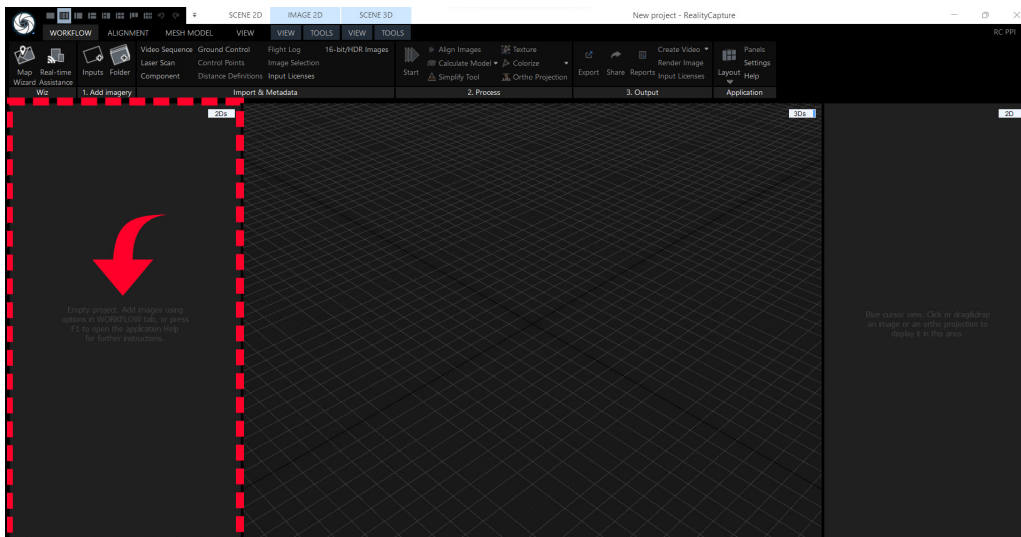 SCENE 2D IMAGE 2D SCENE 3D New project - RealityCapture
WORKFLOW ALIGNMENT MESH MODEL VIEW VIEW TOOLS VIEW TOOLS RC PPI
Video Sequence Ground Control Flight Log 16-bit/HDR Images
Laser Scan Control Points Image Selection
Component Distance Definitions Input Licenses
Map Wizard
Real-time Assistance
Inputs Folder
Start
Align Images Texture
Calculate Model Colorize
Simplify Tool Ortho Projection
Export Share Reports
Create Video
Render Image
Input Licenses
Layout
Panels
Settings
Help
Wiz 1. Add imagery Import & Metadata 2. Process 3. Output Application
2Ds 3Ds 2D
Empty project. Add images using
options in WORKFLOW tab, or press
F1 to open the application Help
for further instructions.
Blue cursor view. Click or drag&drop
an image or an ortho projection to
display it in this area